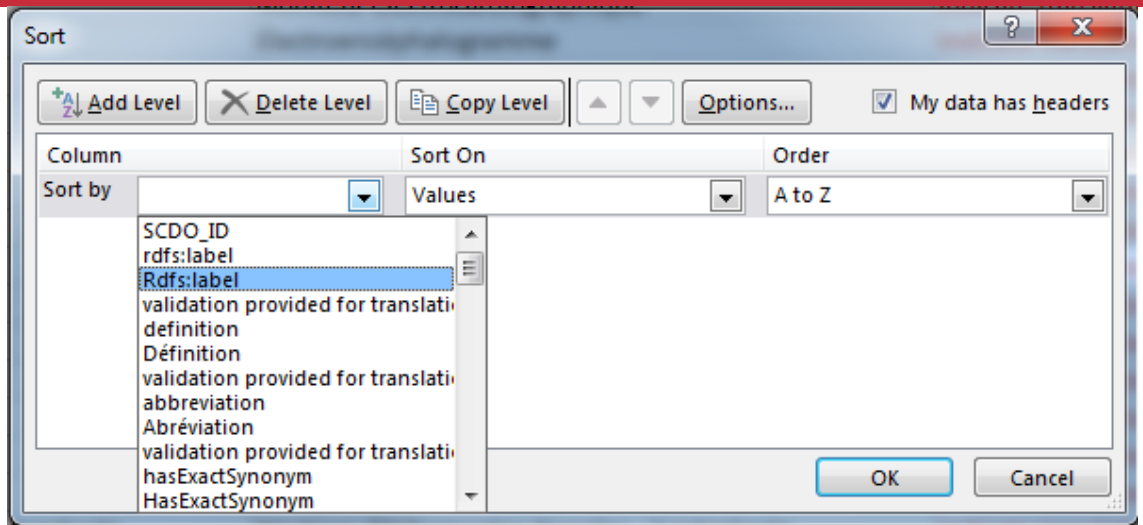 Sort
?
X
Add Level Delete Level Copy Level Options... My data has headers
Column Sort On Order
Sort by Values A to Z
SCDO_ID
rdfs:label
Rdfs:label
validation provided for translati
definition
Définition
validation provided for translati
abbreviation
Abréviation
validation provided for translati
hasExactSynonym
HasExactSynonym
OK Cancel